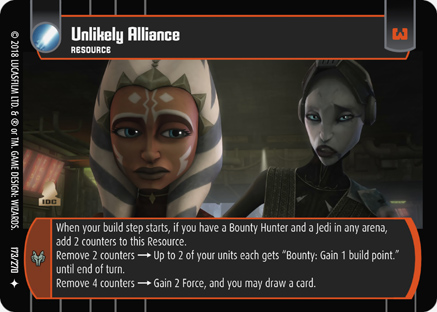 Unlikely Alliance
RESOURCE
© 2018 LUCASFILM LTD. & ® or TM. GAME DESIGN: WIZARDS.
173/270
IDC
When your build step starts, if you have a Bounty Hunter and a Jedi in any arena,
add 2 counters to this Resource.
Remove 2 counters → Up to 2 of your units each gets “Bounty: Gain 1 build point.”
until end of turn.
Remove 4 counters → Gain 2 Force, and you may draw a card.